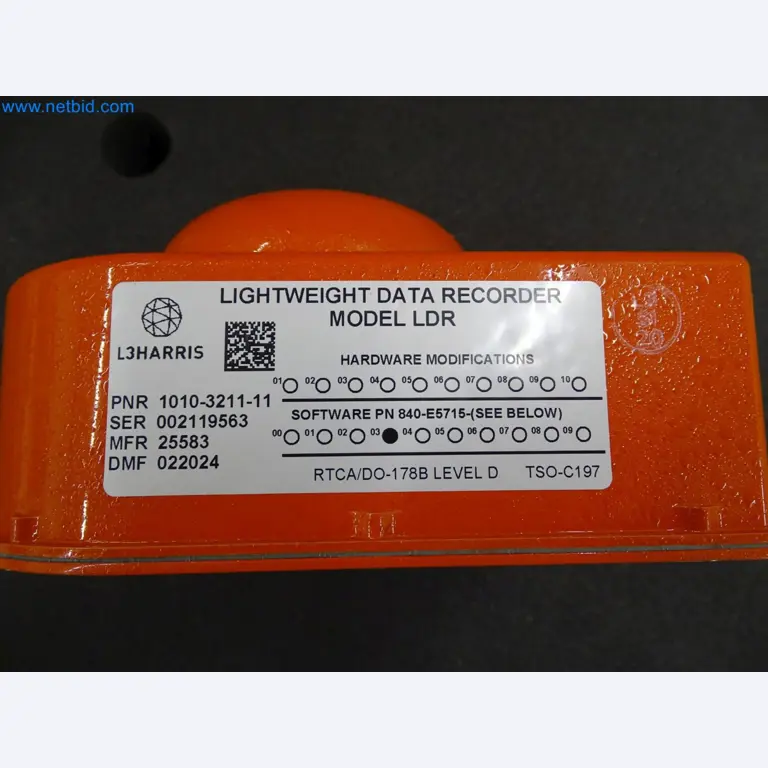 www.netbid.com
LIGHTWEIGHT DATA RECORDER
MODEL LDR
L3HARRIS
HARDWARE MODIFICATIONS
01 02 03 04 05 06 07 08 09 10
PNR 1010-3211-11
SER 002119563
MFR 25583
DMF 022024
SOFTWARE PN 840-E5715-(SEE BELOW)
00 01 02 03 04 05 06 07 08 09
RTCA/DO-178B LEVEL D TSO-C197